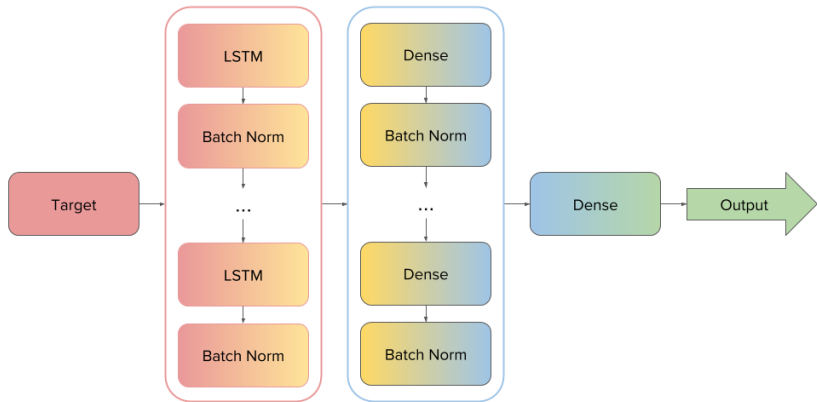 Target
LSTM
Batch Norm
...
LSTM
Batch Norm
Dense
Batch Norm
...
Dense
Batch Norm
Dense
Output